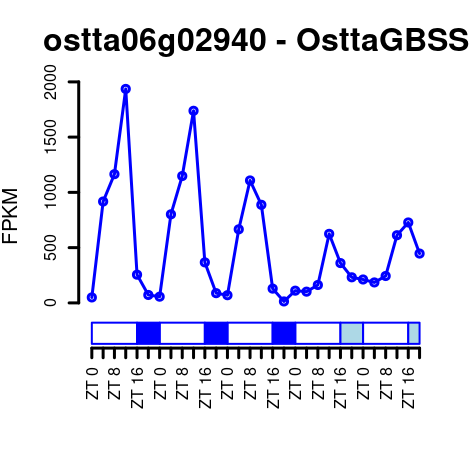 ostta06g02940 - OsttaGBSS
FPKM
2000
1500
1000
500
0
ZT 0
ZT 8
ZT 16
ZT 0
ZT 8
ZT 16
ZT 0
ZT 8
ZT 16
ZT 0
ZT 8
ZT 16
ZT 0
ZT 8
ZT 16